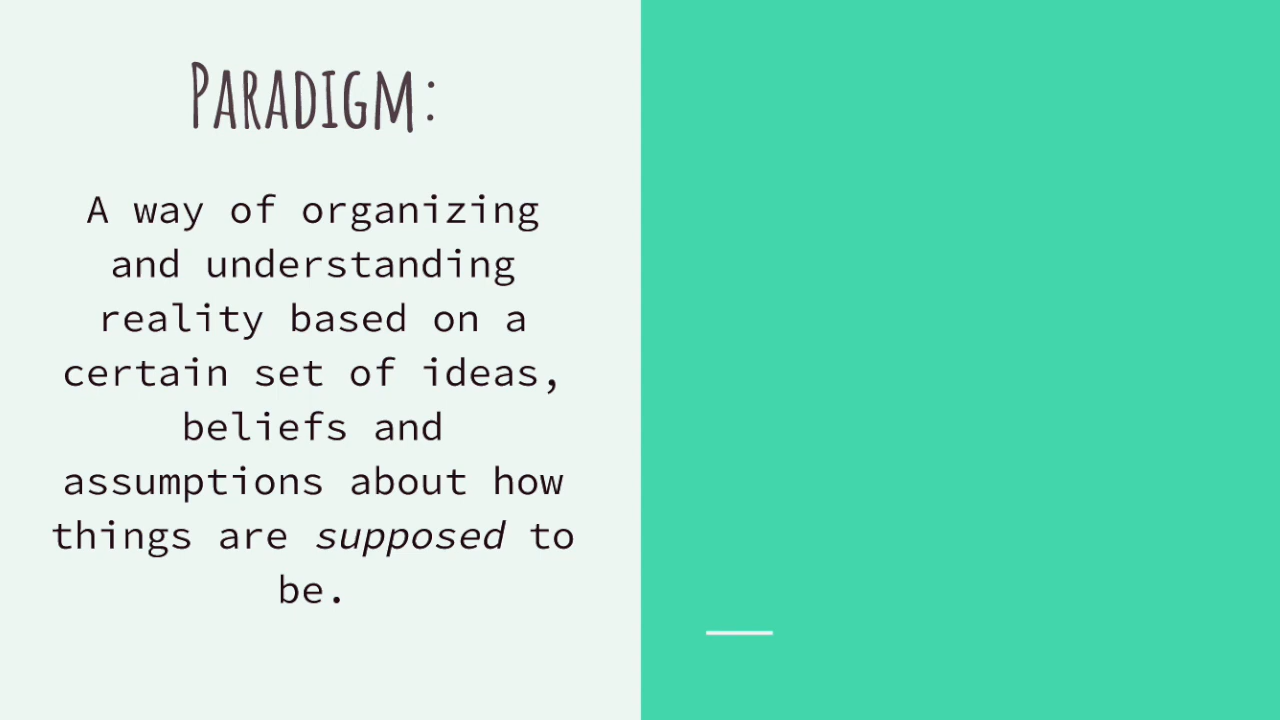 Paradigm:
A way of organizing
and understanding
reality based on a
certain set of ideas,
beliefs and
assumptions about how
things are supposed to
be.